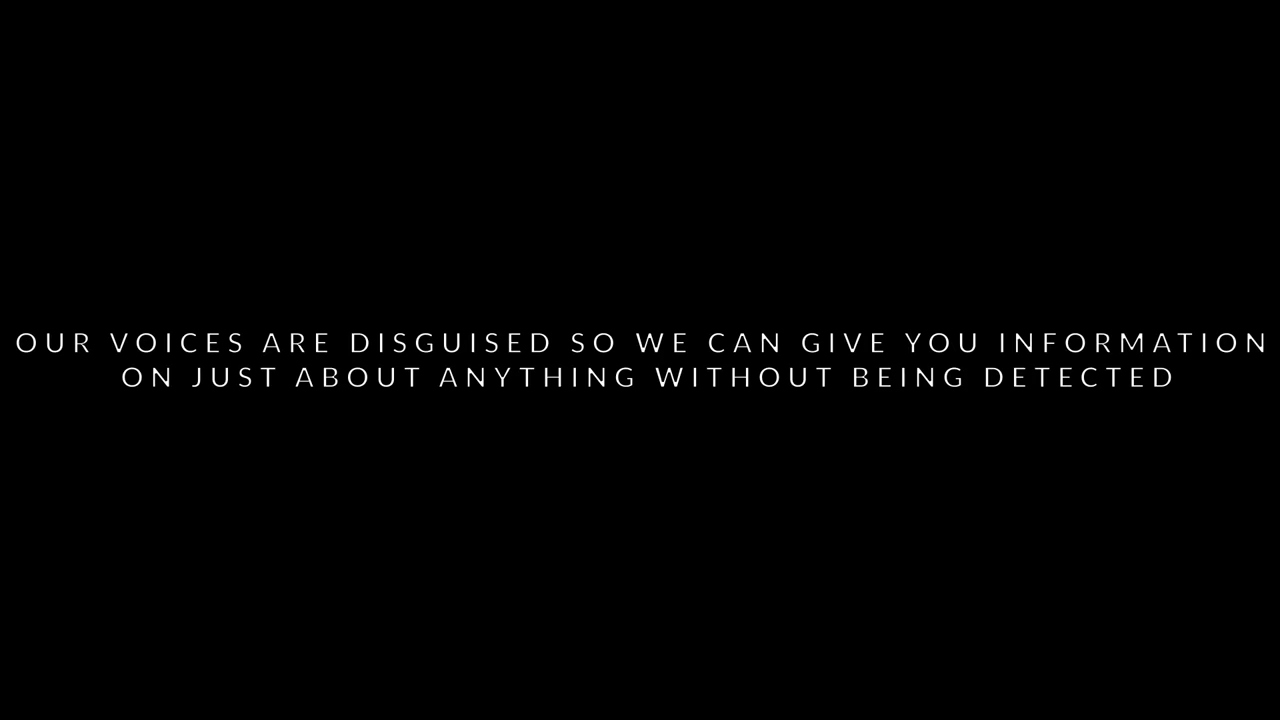 OUR VOICES ARE DISGUISED SO WE CAN GIVE YOU INFORMATION
ON JUST ABOUT ANYTHING WITHOUT BEING DETECTED